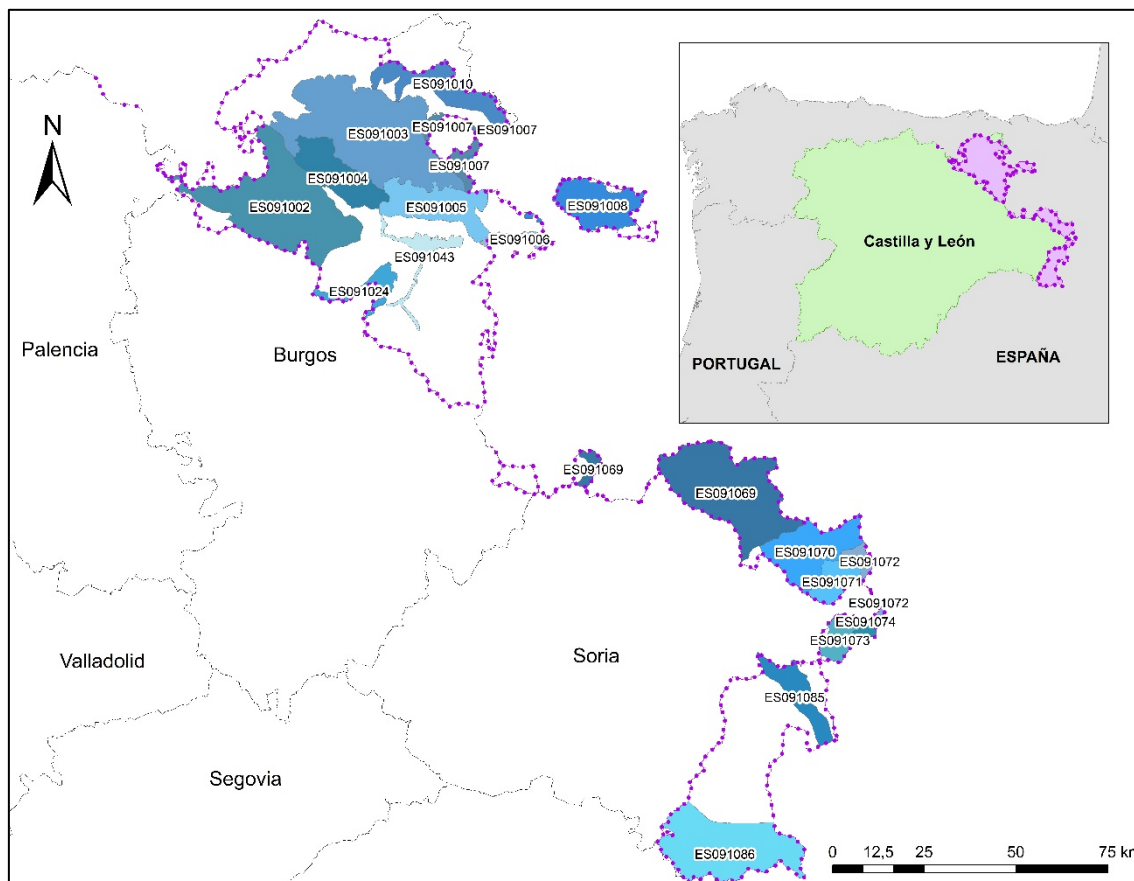 ES091010
N
ES091007
ES091003
ES091007
ES091007
ES091004
ES091002
ES091005
ES091008
ES091006
ES091043
ES091024
Palencia
Burgos
Castilla y León
PORTUGAL
ESPAÑA
ES091069
ES091069
ES091070
ES091072
ES091071
ES091072
ES091074
ES091073
Valladolid
Soria
ES091085
Segovia
ES091086
0 12,5 25 50 75 km